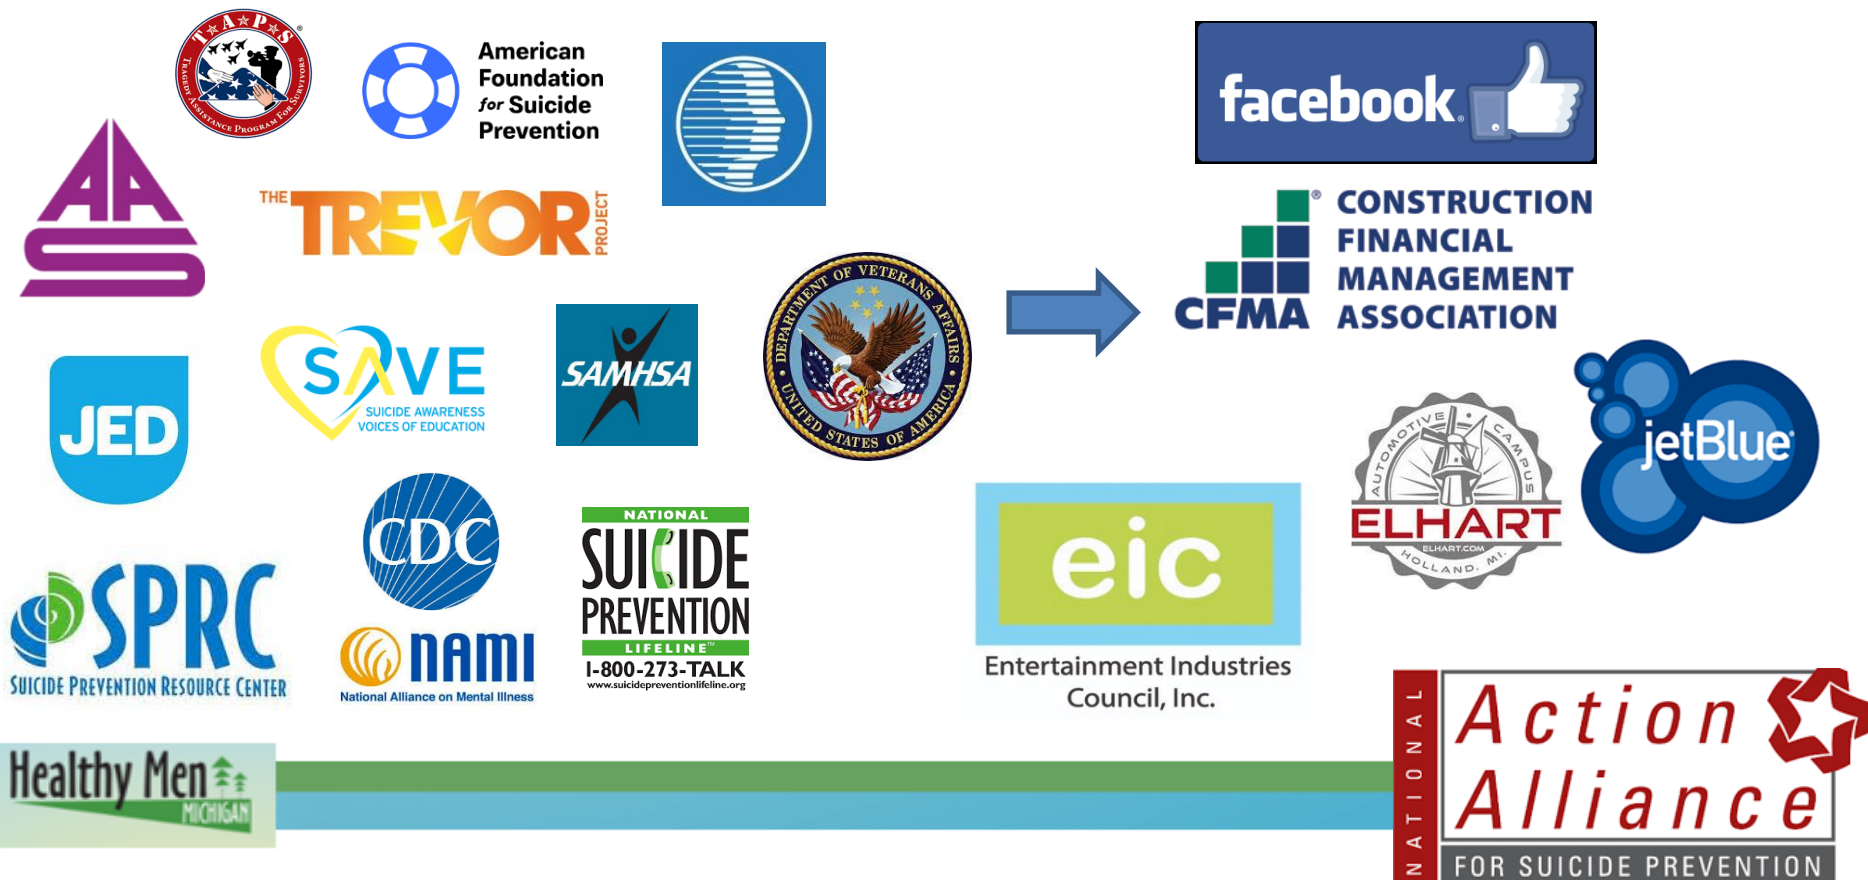 T★A★P★S
TRAGEDY ASSISTANCE PROGRAM FOR SURVIVORS
American
Foundation
for Suicide
Prevention
facebook
AAS
THE
TREVOR
PROJECT
CONSTRUCTION
FINANCIAL
MANAGEMENT
ASSOCIATION
CFMA
DEPARTMENT OF VETERANS AFFAIRS
UNITED STATES OF AMERICA
SAVE
SUICIDE AWARENESS
VOICES OF EDUCATION
SAMHSA
JED
AUTOMOTIVE • CAMPUS
ELHART
ELHART.COM
HOLLAND, MI.
jetBlue
CDC
NATIONAL
SUICIDE
PREVENTION
LIFELINE™
1-800-273-TALK
www.suicidepreventionlifeline.org
eic
Entertainment Industries
Council, Inc.
SPRC
SUICIDE PREVENTION RESOURCE CENTER
NAMI
National Alliance on Mental Illness
Healthy Men
MICHIGAN
NATIONAL
Action
Alliance
FOR SUICIDE PREVENTION